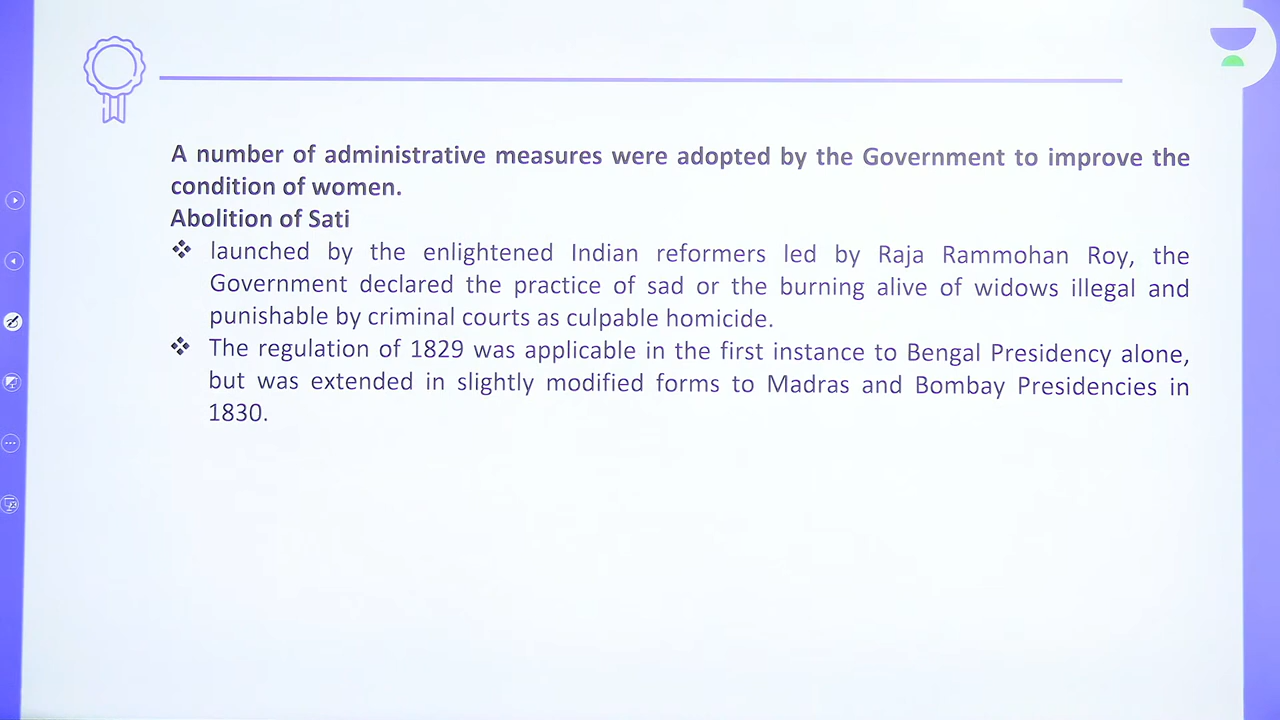 A number of administrative measures were adopted by the Government to improve the
condition of women.
Abolition of Sati
❖ launched by the enlightened Indian reformers led by Raja Rammohan Roy, the
Government declared the practice of sad or the burning alive of widows illegal and
punishable by criminal courts as culpable homicide.
❖ The regulation of 1829 was applicable in the first instance to Bengal Presidency alone,
but was extended in slightly modified forms to Madras and Bombay Presidencies in
1830.